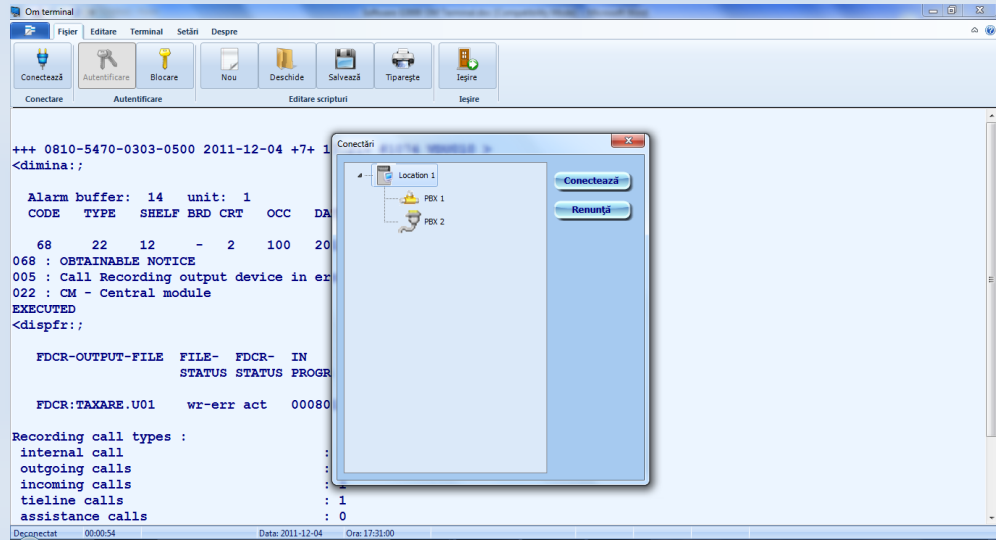 Om terminal
Fișier Editare Terminal Setări Despre
Conectează Autentificare Blocare Nou Deschide Salvează Tiparește Ieșire
Conectare Autentificare Editare scripturi Ieșire
+++ 0810-5470-0303-0500 2011-12-04 +7+ 1
<dimina:;
Alarm buffer: 14 unit: 1
CODE TYPE SHELF BRD CRT OCC DA
68 22 12 - 2 100 20
068 : OBTAINABLE NOTICE
005 : Call Recording output device in er
022 : CM - Central module
EXECUTED
<dispfr:;
FDCR-OUTPUT-FILE FILE- FDCR- IN
STATUS STATUS PROGR
FDCR:TAXARE.U01 wr-err act 00080
Recording call types :
internal call :
outgoing calls :
incoming calls :
tieline calls : 1
assistance calls : 0
Conectări
Location 1
PBX 1
PBX 2
Conectează
Renunță
Deconectat 00:00:54 Data: 2011-12-04 Ora: 17:31:00